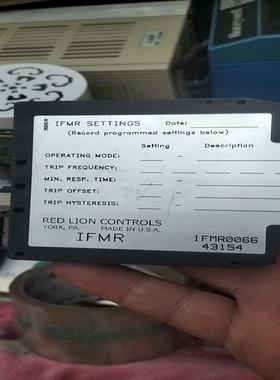 IFMR SETTINGS Date:
(Record programmed settings below)
Setting Description
OPERATING MODE: -
TRIP FREQUENCY: -
MIN. RESP. TIME: -
TRIP OFFSET: -
TRIP HYSTERESIS: -
RED LION CONTROLS
YORK, PA. MADE IN U.S.A.
IFMR IFMR0066
43154
Honeywell